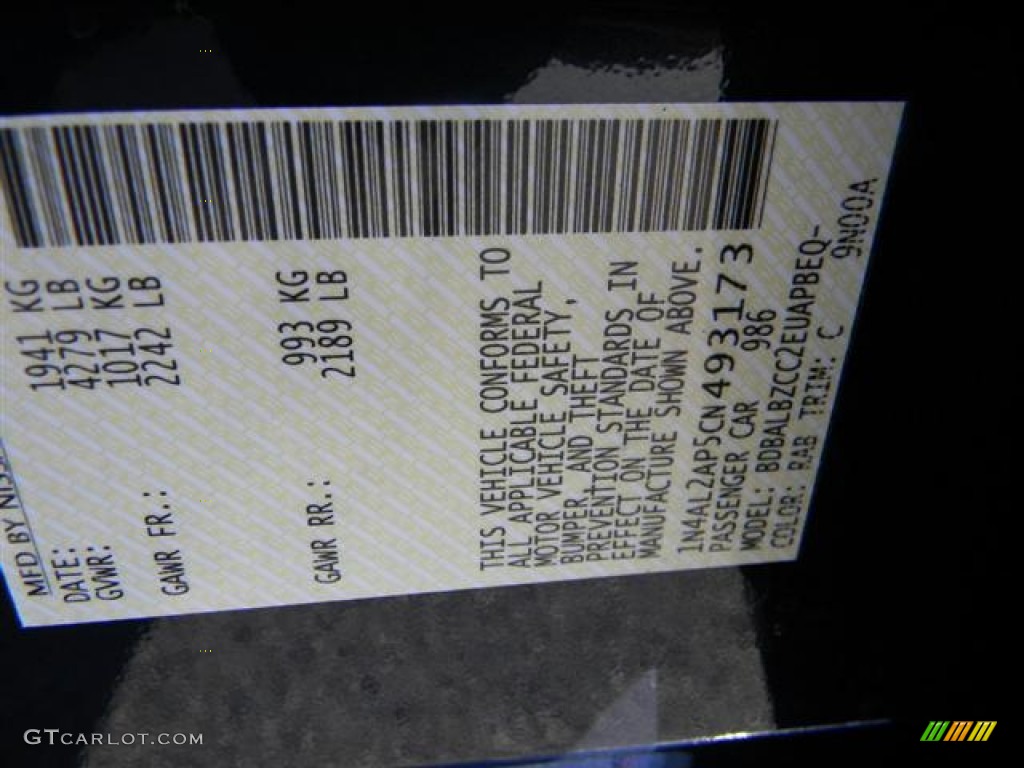 MFD BY
DATE:
GVWR: 1941 KG
4279 LB
GAWR FR.: 1017 KG
2242 LB
GAWR RR.: 993 KG
2189 LB
THIS VEHICLE CONFORMS TO
ALL APPLICABLE FEDERAL
MOTOR VEHICLE SAFETY,
BUMPER, AND THEFT
PREVENTION STANDARDS IN
EFFECT ON THE DATE OF
MANUFACTURE SHOWN ABOVE.
1N4AL2AP5CN493173
PASSENGER CAR 986
MODEL: BDBALBZCC2EUAPBEQ-
COLOR: RAB TRIM: C 9N00A
GTCARLOT.COM